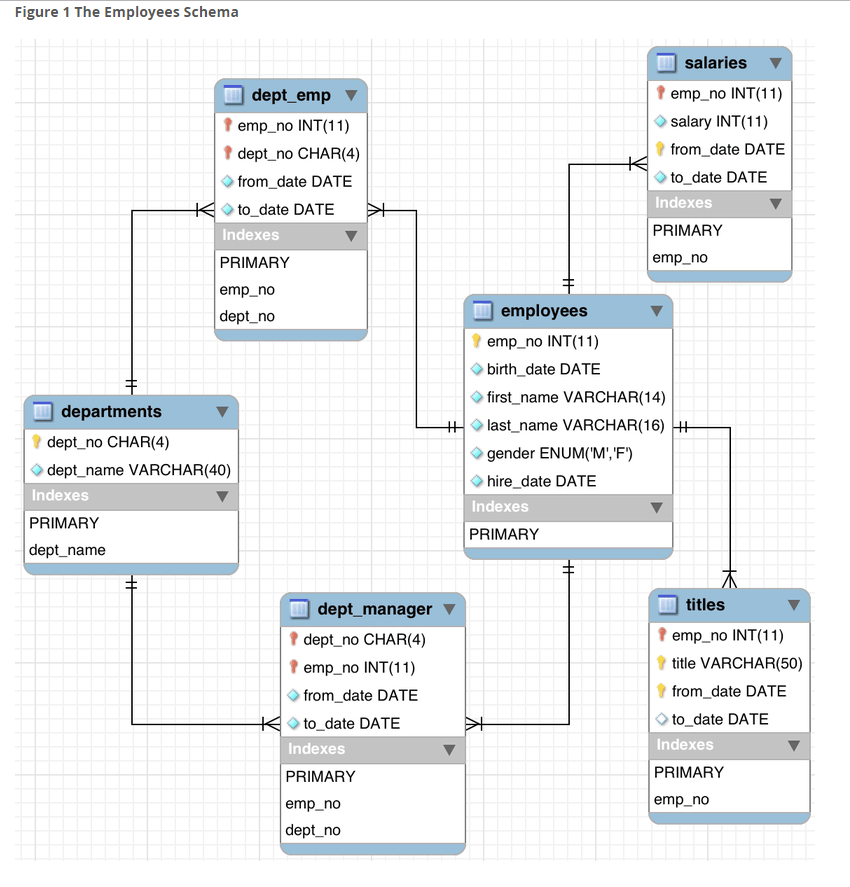 Figure 1 The Employees Schema
dept_emp
emp_no INT(11)
dept_no CHAR(4)
from_date DATE
to_date DATE
Indexes
PRIMARY
emp_no
dept_no
salaries
emp_no INT(11)
salary INT(11)
from_date DATE
to_date DATE
Indexes
PRIMARY
emp_no
employees
emp_no INT(11)
birth_date DATE
first_name VARCHAR(14)
last_name VARCHAR(16)
gender ENUM('M','F')
hire_date DATE
Indexes
PRIMARY
departments
dept_no CHAR(4)
dept_name VARCHAR(40)
Indexes
PRIMARY
dept_name
dept_manager
dept_no CHAR(4)
emp_no INT(11)
from_date DATE
to_date DATE
Indexes
PRIMARY
emp_no
dept_no
titles
emp_no INT(11)
title VARCHAR(50)
from_date DATE
to_date DATE
Indexes
PRIMARY
emp_no